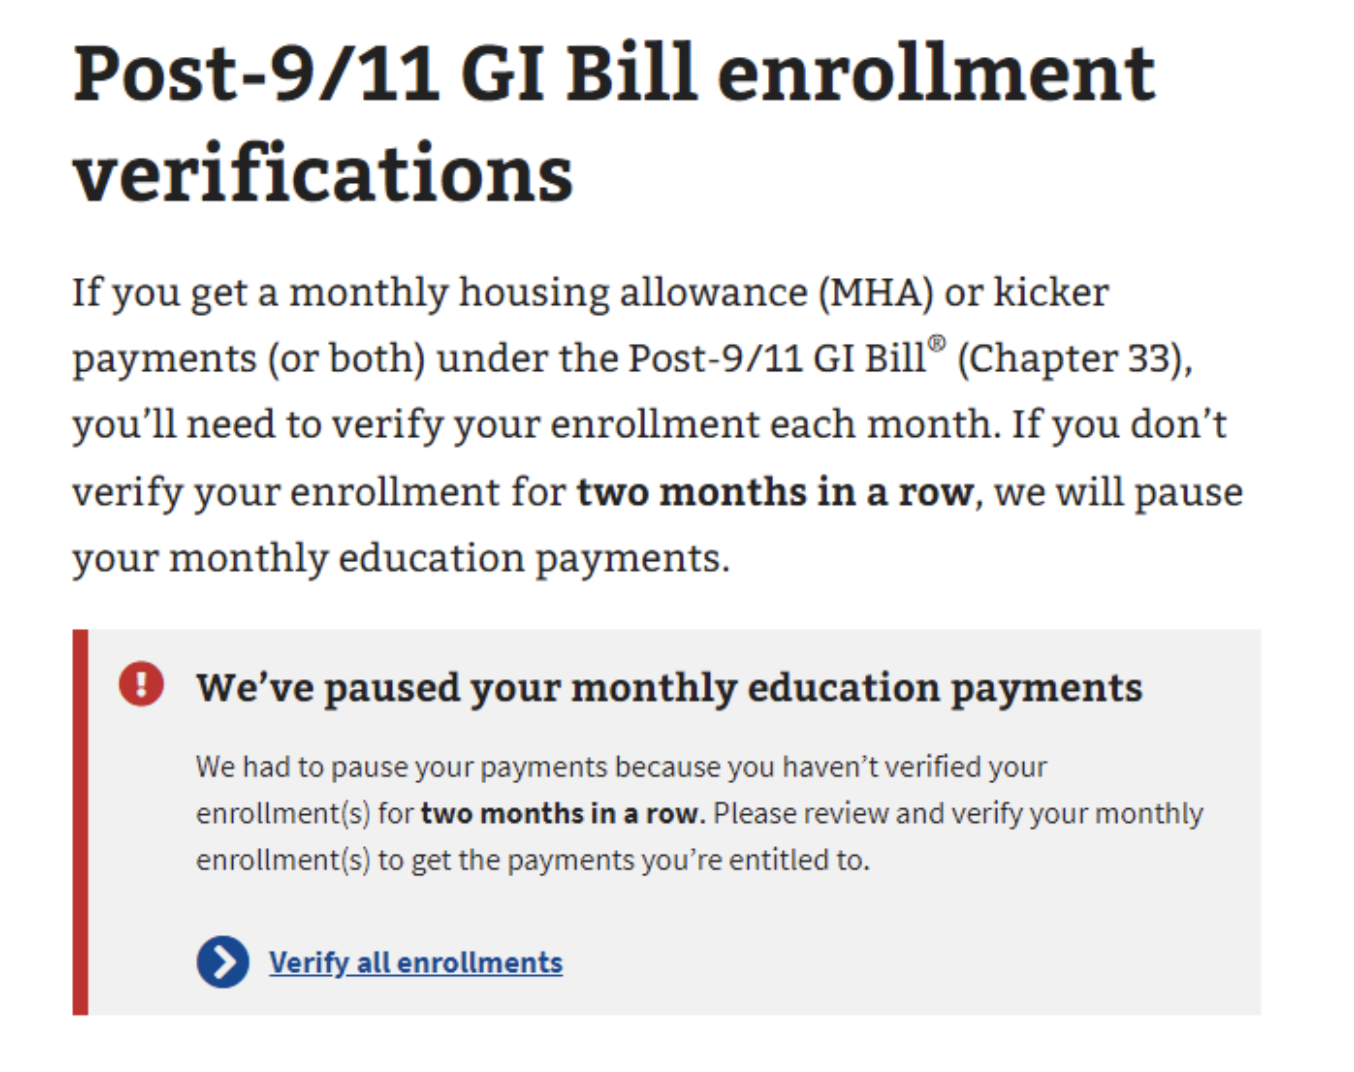 Post-9/11 GI Bill enrollment
verifications
If you get a monthly housing allowance (MHA) or kicker
payments (or both) under the Post-9/11 GI Bill® (Chapter 33),
you’ll need to verify your enrollment each month. If you don’t
verify your enrollment for two months in a row, we will pause
your monthly education payments.
We’ve paused your monthly education payments
We had to pause your payments because you haven’t verified your
enrollment(s) for two months in a row. Please review and verify your monthly
enrollment(s) to get the payments you’re entitled to.
Verify all enrollments